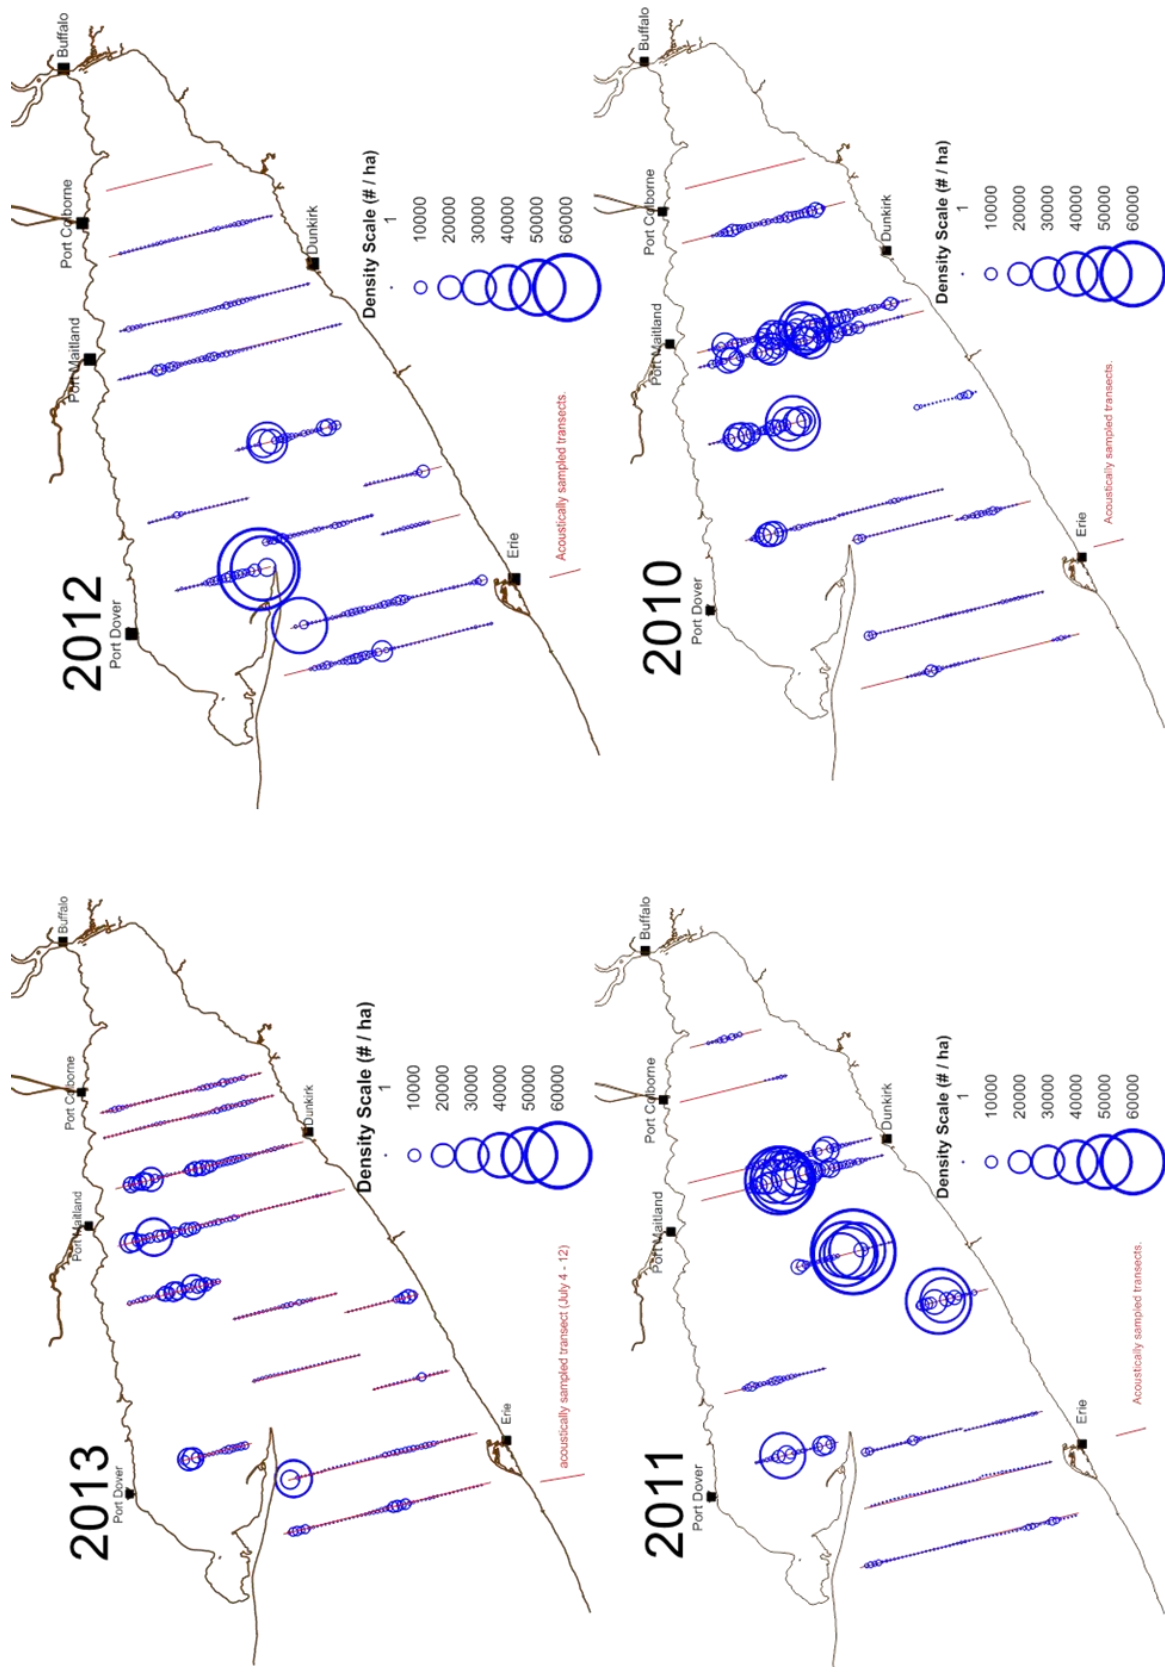 2013
Port Dover
Port Maitland
Port Colborne
Buffalo
Dunkirk
Erie
Density Scale (# / ha)
1
10000
20000
30000
40000
50000
60000
acoustically sampled transect (July 4 - 12)
2012
Port Dover
Port Maitland
Port Colborne
Buffalo
Dunkirk
Erie
Density Scale (# / ha)
1
10000
20000
30000
40000
50000
60000
Acoustically sampled transects.
2011
Port Dover
Port Maitland
Port Colborne
Buffalo
Dunkirk
Erie
Density Scale (# / ha)
1
10000
20000
30000
40000
50000
60000
Acoustically sampled transects.
2010
Port Dover
Port Maitland
Port Colborne
Buffalo
Dunkirk
Erie
Density Scale (# / ha)
1
10000
20000
30000
40000
50000
60000
Acoustically sampled transects.